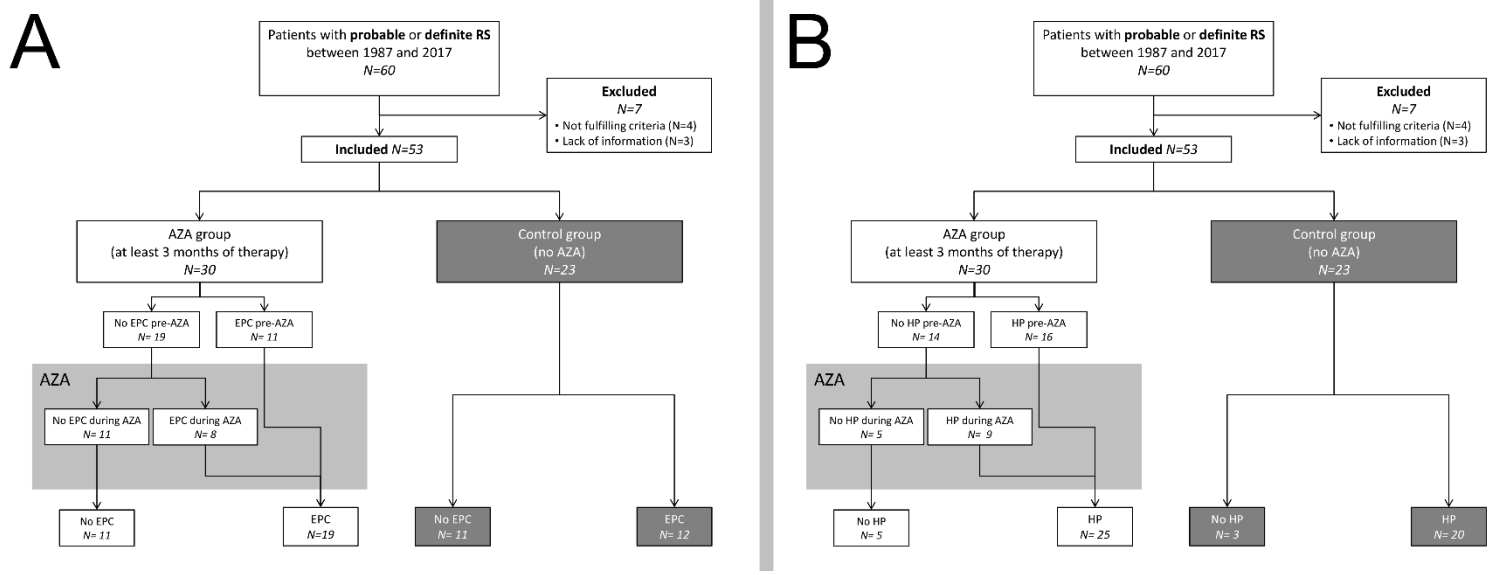 A
Patients with probable or definite RS
between 1987 and 2017
N=60
Excluded
N=7
• Not fulfilling criteria (N=4)
• Lack of information (N=3)
Included N=53
AZA group
(at least 3 months of therapy)
N=30
Control group
(no AZA)
N=23
No EPC pre-AZA
N= 19
EPC pre-AZA
N= 11
AZA
No EPC during AZA
N= 11
EPC during AZA
N= 8
No EPC
N= 11
EPC
N=19
No EPC
N= 11
EPC
N= 12
B
Patients with probable or definite RS
between 1987 and 2017
N=60
Excluded
N=7
• Not fulfilling criteria (N=4)
• Lack of information (N=3)
Included N=53
AZA group
(at least 3 months of therapy)
N=30
Control group
(no AZA)
N=23
No HP pre-AZA
N= 14
HP pre-AZA
N= 16
AZA
No HP during AZA
N= 5
HP during AZA
N= 9
No HP
N= 5
HP
N= 25
No HP
N= 3
HP
N= 20